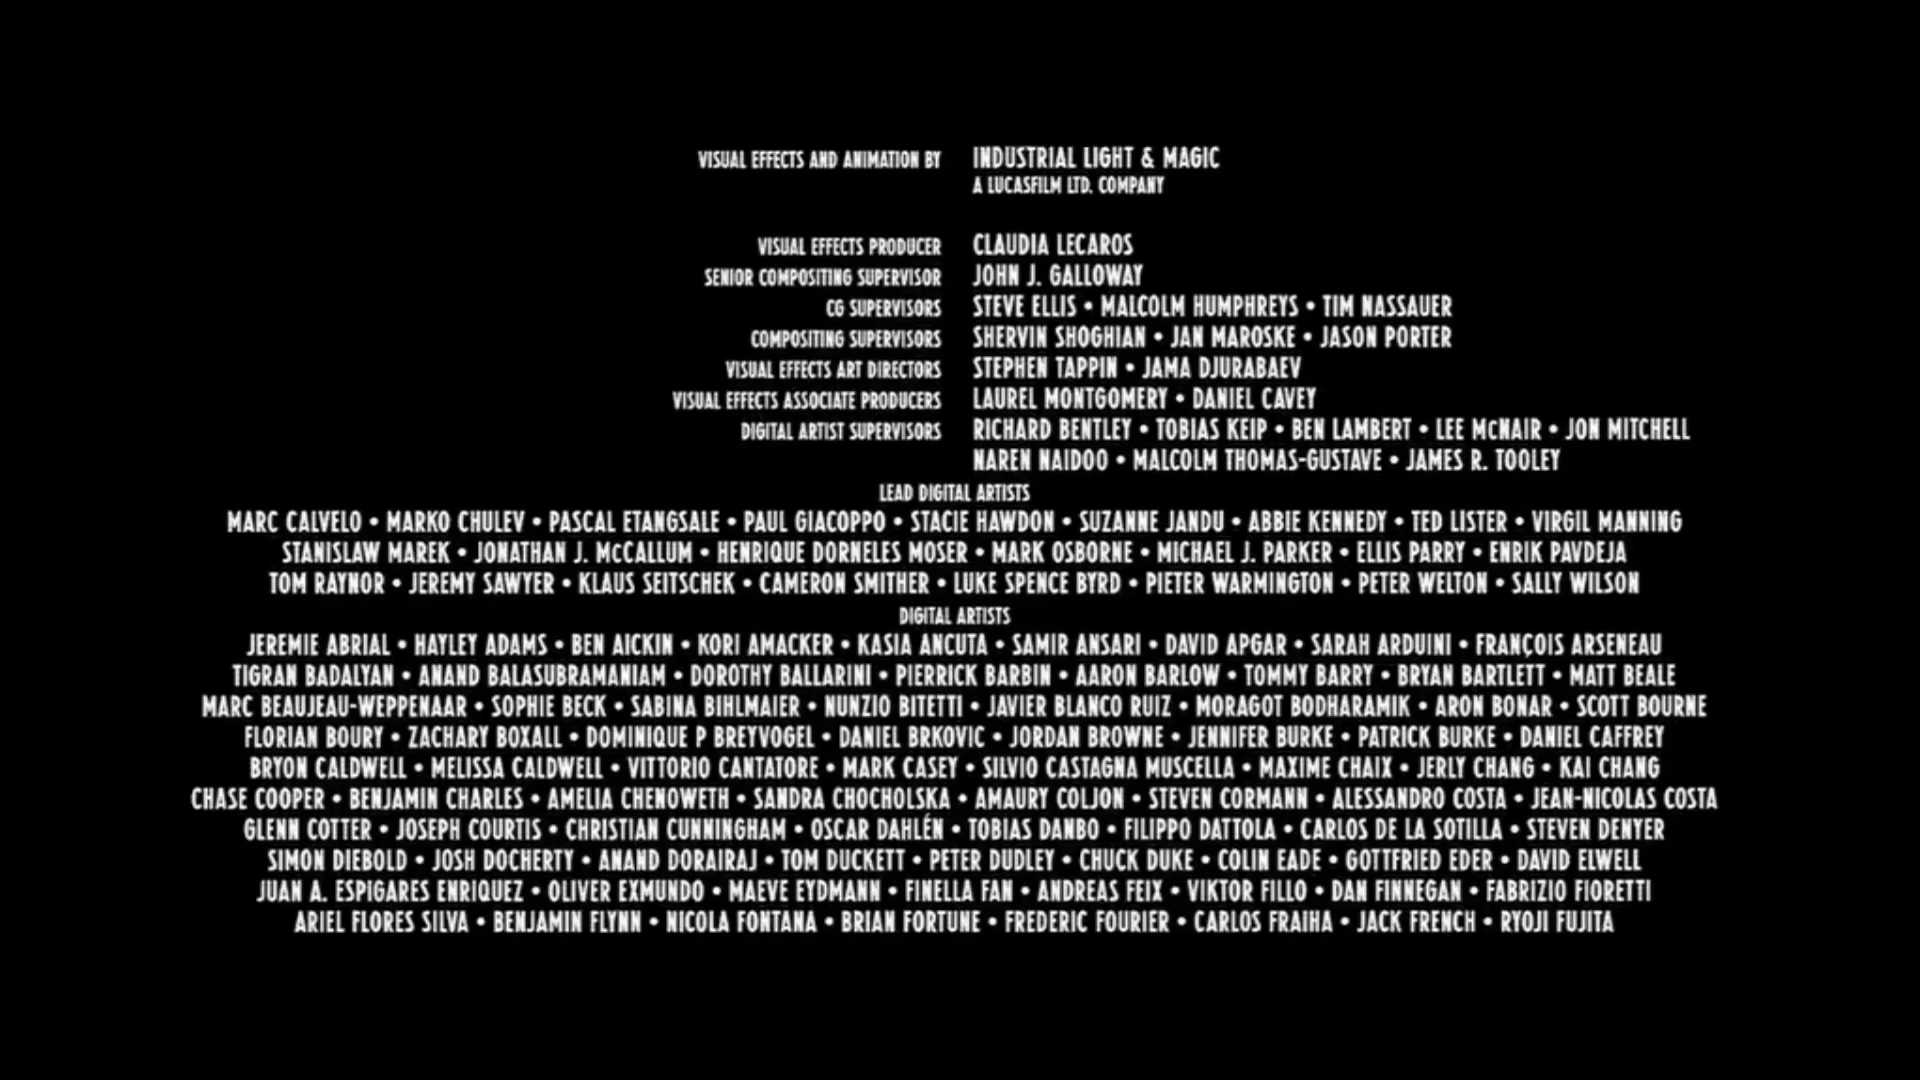 VISUAL EFFECTS AND ANIMATION BY INDUSTRIAL LIGHT & MAGIC
A LUCASFILM LTD. COMPANY
VISUAL EFFECTS PRODUCER CLAUDIA LECAROS
SENIOR COMPOSITING SUPERVISOR JOHN J. GALLOWAY
CG SUPERVISORS STEVE ELLIS • MALCOLM HUMPHREYS • TIM NASSAUER
COMPOSITING SUPERVISORS SHERVIN SHOGHIAN • JAN MAROSKE • JASON PORTER
VISUAL EFFECTS ART DIRECTORS STEPHEN TAPPIN • JAMA DJURABAEV
VISUAL EFFECTS ASSOCIATE PRODUCERS LAUREL MONTGOMERY • DANIEL CAVEY
DIGITAL ARTIST SUPERVISORS RICHARD BENTLEY • TOBIAS KEIP • BEN LAMBERT • LEE McNAIR • JON MITCHELL
NAREN NAIDOO • MALCOLM THOMAS-GUSTAVE • JAMES R. TOOLEY
LEAD DIGITAL ARTISTS
MARC CALVELO • MARKO CHULEV • PASCAL ETANGSALE • PAUL GIACOPPO • STACIE HAWDON • SUZANNE JANDU • ABBIE KENNEDY • TED LISTER • VIRGIL MANNING
STANISLAW MAREK • JONATHAN J. McCALLUM • HENRIQUE DORNELES MOSER • MARK OSBORNE • MICHAEL J. PARKER • ELLIS PARRY • ENRIK PAVDEJA
TOM RAYNOR • JEREMY SAWYER • KLAUS SEITSCHEK • CAMERON SMITHER • LUKE SPENCE BYRD • PIETER WARMINGTON • PETER WELTON • SALLY WILSON
DIGITAL ARTISTS
JEREMIE ABRIAL • HAYLEY ADAMS • BEN AICKIN • KORI AMACKER • KASIA ANCUTA • SAMIR ANSARI • DAVID APGAR • SARAH ARDUINI • FRANÇOIS ARSENEAU
TIGRAN BADALYAN • ANAND BALASUBRAMANIAM • DOROTHY BALLARINI • PIERRICK BARBIN • AARON BARLOW • TOMMY BARRY • BRYAN BARTLETT • MATT BEALE
MARC BEAUJEAU-WEPPENAAR • SOPHIE BECK • SABINA BIHLMAIER • NUNZIO BITETTI • JAVIER BLANCO RUIZ • MORAGOT BODHARAMIK • ARON BONAR • SCOTT BOURNE
FLORIAN BOURY • ZACHARY BOXALL • DOMINIQUE P BREYVOGEL • DANIEL BRKOVIC • JORDAN BROWNE • JENNIFER BURKE • PATRICK BURKE • DANIEL CAFFREY
BRYON CALDWELL • MELISSA CALDWELL • VITTORIO CANTATORE • MARK CASEY • SILVIO CASTAGNA MUSCELLA • MAXIME CHAIX • JERLY CHANG • KAI CHANG
CHASE COOPER • BENJAMIN CHARLES • AMELIA CHENOWETH • SANDRA CHOCHOLSKA • AMAURY COLJON • STEVEN CORMANN • ALESSANDRO COSTA • JEAN-NICOLAS COSTA
GLENN COTTER • JOSEPH COURTIS • CHRISTIAN CUNNINGHAM • OSCAR DAHLÉN • TOBIAS DANBO • FILIPPO DATTOLA • CARLOS DE LA SOTILLA • STEVEN DENYER
SIMON DIEBOLD • JOSH DOCHERTY • ANAND DORAIRAJ • TOM DUCKETT • PETER DUDLEY • CHUCK DUKE • COLIN EADE • GOTTFRIED EDER • DAVID ELWELL
JUAN A. ESPIGARES ENRIQUEZ • OLIVER EXMUNDO • MAEVE EYDMANN • FINELLA FAN • ANDREAS FEIX • VIKTOR FILLO • DAN FINNEGAN • FABRIZIO FIORETTI
ARIEL FLORES SILVA • BENJAMIN FLYNN • NICOLA FONTANA • BRIAN FORTUNE • FREDERIC FOURIER • CARLOS FRAIHA • JACK FRENCH • RYOJI FUJITA